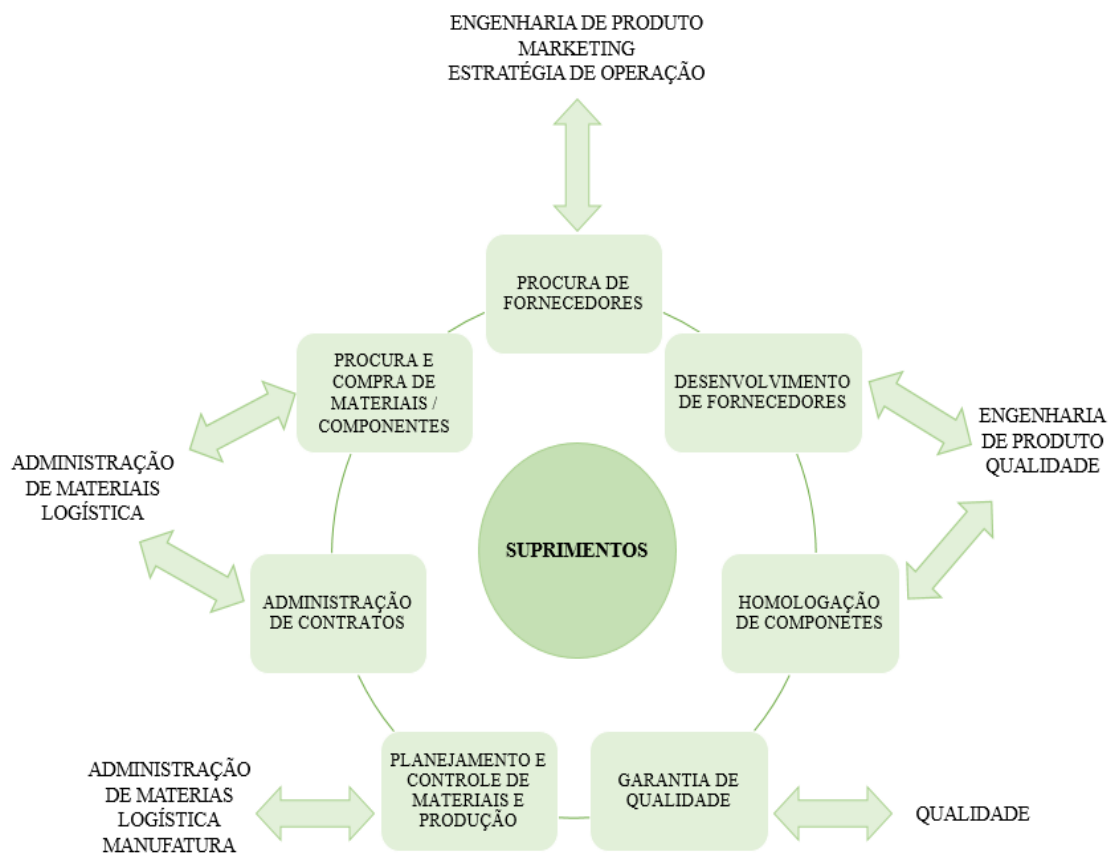 ENGENHARIA DE PRODUTO
MARKETING
ESTRATÉGIA DE OPERAÇÃO
PROCURA DE
FORNECEDORES
PROCURA E
COMPRA DE
MATERIAIS /
COMPONENTES
DESENVOLVIMENTO
DE FORNECEDORES
ENGENHARIA
DE PRODUTO
QUALIDADE
ADMINISTRAÇÃO
DE MATERIAIS
LOGÍSTICA
SUPRIMENTOS
ADMINISTRAÇÃO
DE CONTRATOS
HOMOLOGAÇÃO
DE COMPONETES
ADMINISTRAÇÃO
DE MATERIAS
LOGÍSTICA
MANUFATURA
PLANEJAMENTO E
CONTROLE DE
MATERIAIS E
PRODUÇÃO
GARANTIA DE
QUALIDADE
QUALIDADE